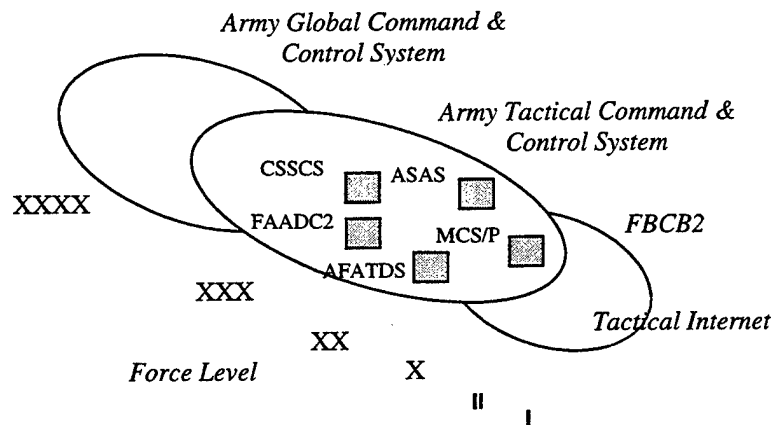 Army Global Command &
Control System
Army Tactical Command &
Control System
CSSCS
ASAS
XXXX
FAADC2
MCS/P
FBCB2
AFATDS
XXX
Tactical Internet
XX
Force Level
X
II
I